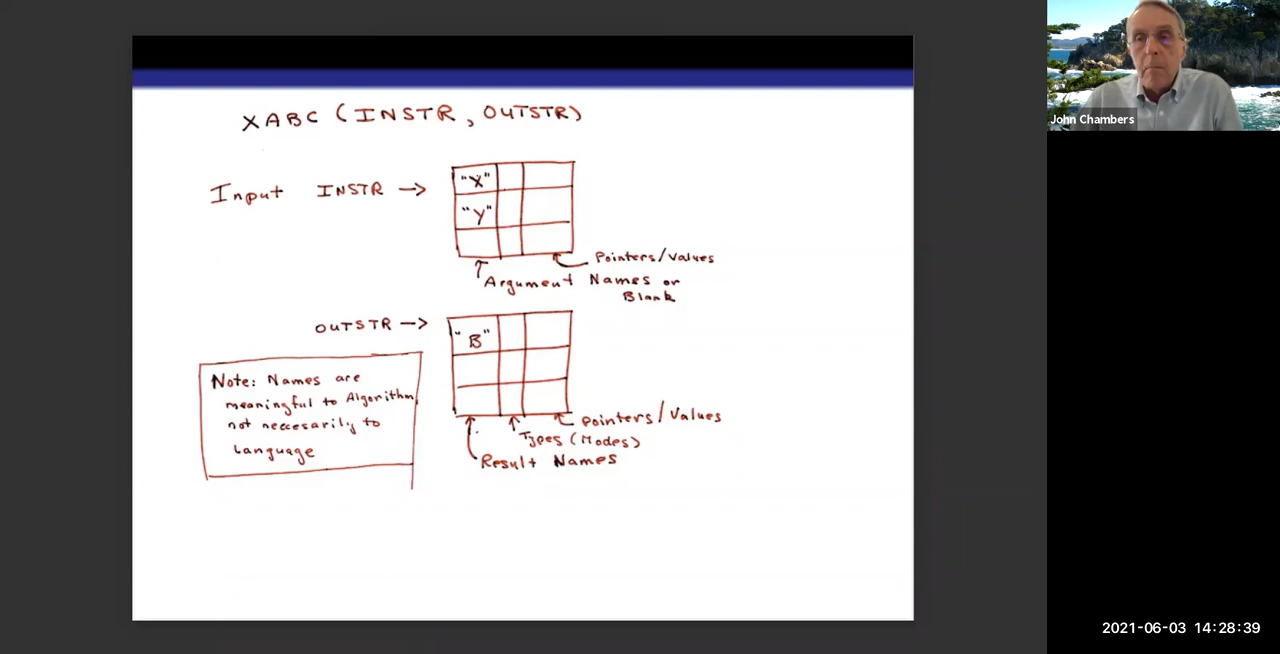 XABC (INSTR, OUTSTR)
Input INSTR →
"X"
"Y"
Pointers/Values
Argument Names or
Blank
OUTSTR →
"B"
Note: Names are
meaningful to Algorithm,
not necessarily to
Language
Pointers/Values
Types (Modes)
Result Names
John Chambers
2021-06-03 14:28:39